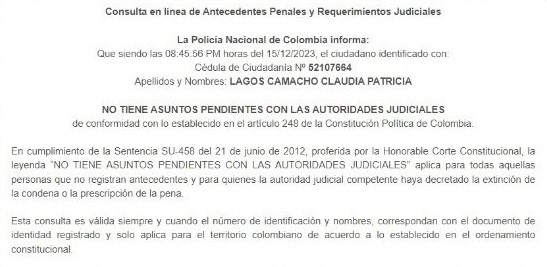 Consulta en línea de Antecedentes Penales y Requerimientos Judiciales
La Policía Nacional de Colombia informa:
Que siendo las 08:45:56 PM horas del 15/12/2023, el ciudadano identificado con:
Cédula de Ciudadanía Nº 52107664
Apellidos y Nombres: LAGOS CAMACHO CLAUDIA PATRICIA
NO TIENE ASUNTOS PENDIENTES CON LAS AUTORIDADES JUDICIALES
de conformidad con lo establecido en el artículo 248 de la Constitución Política de Colombia.
En cumplimiento de la Sentencia SU-458 del 21 de junio de 2012, proferida por la Honorable Corte Constitucional, la
leyenda "NO TIENE ASUNTOS PENDIENTES CON LAS AUTORIDADES JUDICIALES" aplica para todas aquellas
personas que no registran antecedentes y para quienes la autoridad judicial competente haya decretado la extinción de
la condena o la prescripción de la pena.
Esta consulta es válida siempre y cuando el número de identificación y nombres, correspondan con el documento de
identidad registrado y solo aplica para el territorio colombiano de acuerdo a lo establecido en el ordenamiento
constitucional.